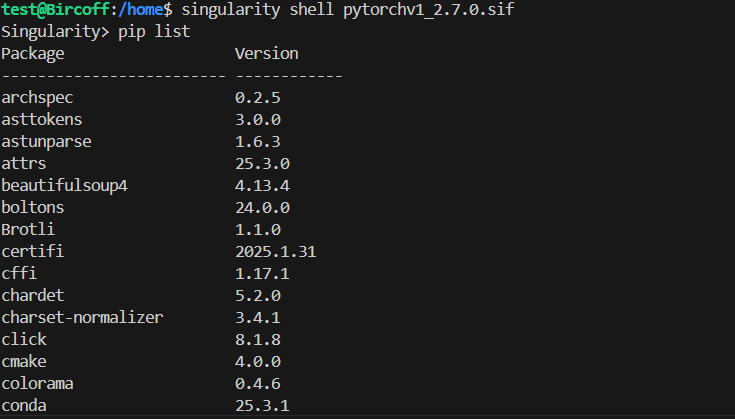 test@Bircoff:/home$ singularity shell pytorchv1_2.7.0.sif
Singularity> pip list
Package                  Version
------------------------ ------------
archspec                 0.2.5
asttokens                3.0.0
astunparse               1.6.3
attrs                    25.3.0
beautifulsoup4           4.13.4
boltons                  24.0.0
Brotli                   1.1.0
certifi                  2025.1.31
cffi                     1.17.1
chardet                  5.2.0
charset-normalizer       3.4.1
click                    8.1.8
cmake                    4.0.0
colorama                 0.4.6
conda                    25.3.1